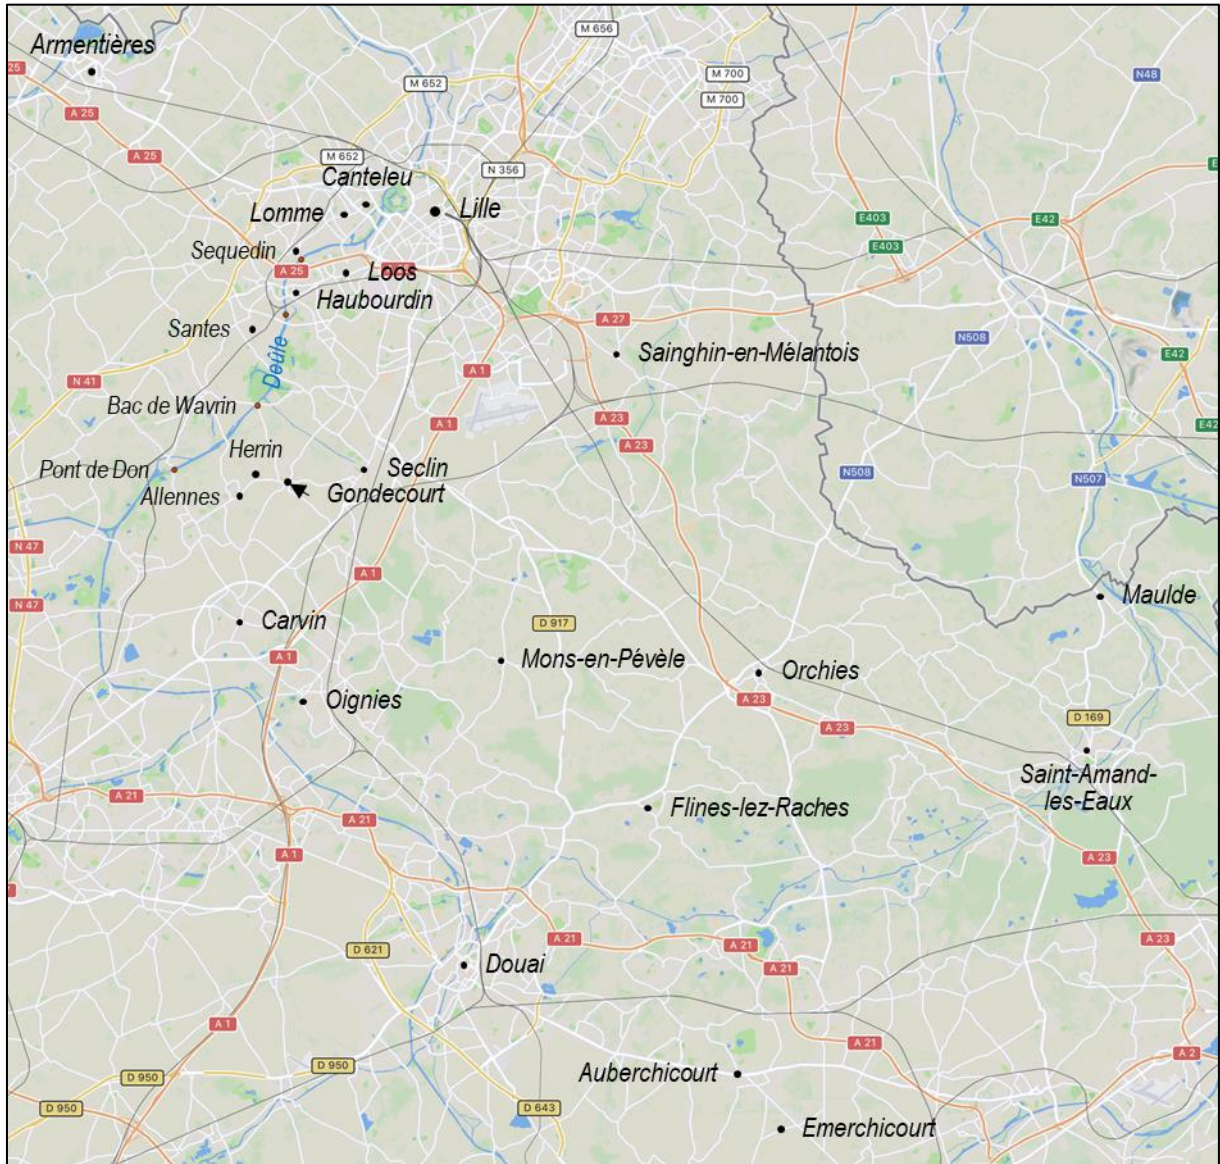 M 656
Armentières
25
M 700
N48
M 652
M 700
A 25
A 25
M 652
N 356
Canteleu
Lomme
Lille
E403
E42
Sequedin
E403
A 25
Loos
Haubourdin
Santes
A 27
N508
Deûle
Sainghin-en-Mélantois
E42
N 41
A 1
Bac de Wavrin
A 23
A 1
E42
A 23
Herrin
Pont de Don
Seclin
N508
N507
Allennes
Gondecourt
N 47
A 1
N 47
Maulde
Carvin
D 917
A 1
Mons-en-Pévèle
Orchies
Oignies
A 23
D 169
A 23
Saint-Amand-
les-Eaux
A 21
Flines-lez-Raches
A 21
A 1
A 23
A 21
A 23
D 621
A 21
Douai
A 21
A 1
A 21
A 2
D 950
D 950
Auberchicourt
D 950
D 643
Emerchicourt